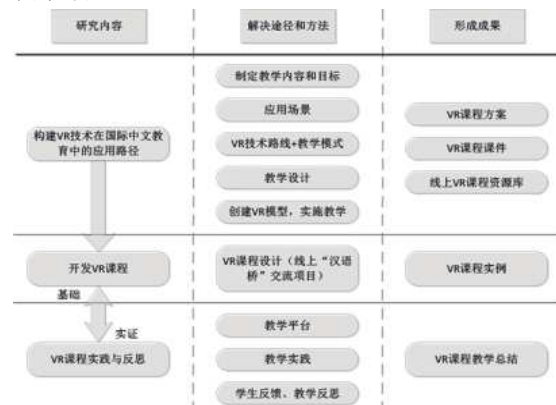 研究内容
解决途径和方法
形成成果
构建VR技术在国际中文教
育中的应用路径
制定教学内容和目标
应用场景
VR技术路线+教学模式
教学设计
创建VR模型，实施教学
VR课程方案
VR课程课件
线上VR课程资源库
开发VR课程
VR课程设计（线上“汉语
桥”交流项目）
VR课程实例
基础
实证
VR课程实践与反思
教学平台
教学实践
学生反馈、教学反思
VR课程教学总结